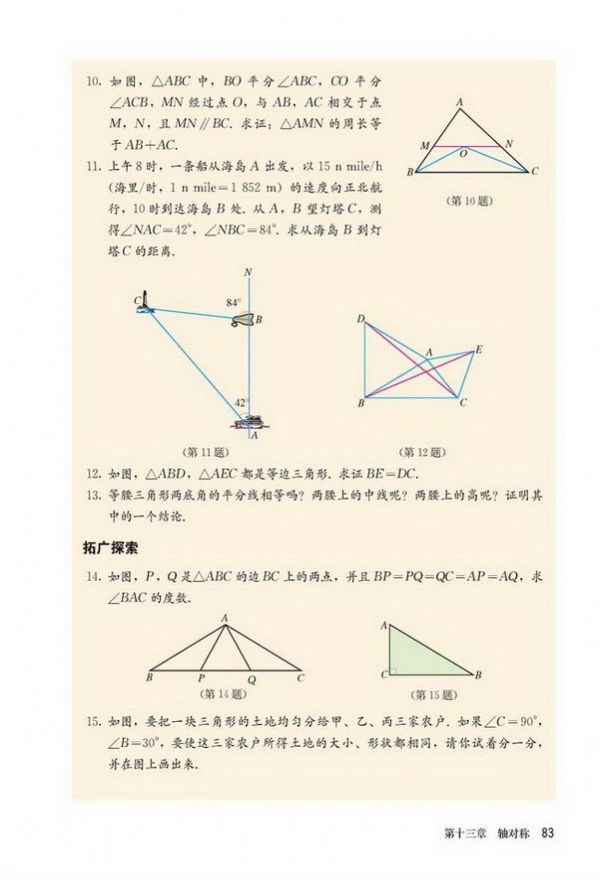 10. 如图，△ABC 中，BO 平分∠ABC，CO 平分
∠ACB，MN 经过点 O，与 AB，AC 相交于点
M，N，且 MN∥BC. 求证：△AMN 的周长等
于 AB+AC.
A
M
N
O
B
C
（第 10 题）
11. 上午 8 时，一条船从海岛 A 出发，以 15 n mile/h
(海里/时，1 n mile=1 852 m) 的速度向正北航
行，10 时到达海岛 B 处. 从 A，B 望灯塔 C，测
得∠NAC=42°，∠NBC=84°. 求从海岛 B 到灯
塔 C 的距离.
N
C
84°
B
42°
A
（第 11 题）
D
A
E
B
C
（第 12 题）
12. 如图，△ABD，△AEC 都是等边三角形. 求证 BE=DC.
13. 等腰三角形两底角的平分线相等吗？两腰上的中线呢？两腰上的高呢？证明其
中的一个结论.
拓广探索
14. 如图，P，Q 是△ABC 的边 BC 上的两点，并且 BP=PQ=QC=AP=AQ，求
∠BAC 的度数.
A
B
P
Q
C
（第 14 题）
A
C
B
（第 15 题）
15. 如图，要把一块三角形的土地均匀分给甲、乙、丙三家农户. 如果∠C=90°，
∠B=30°，要使这三家农户所得土地的大小、形状都相同，请你试着分一分，
并在图上画出来.
第十三章 轴对称 83